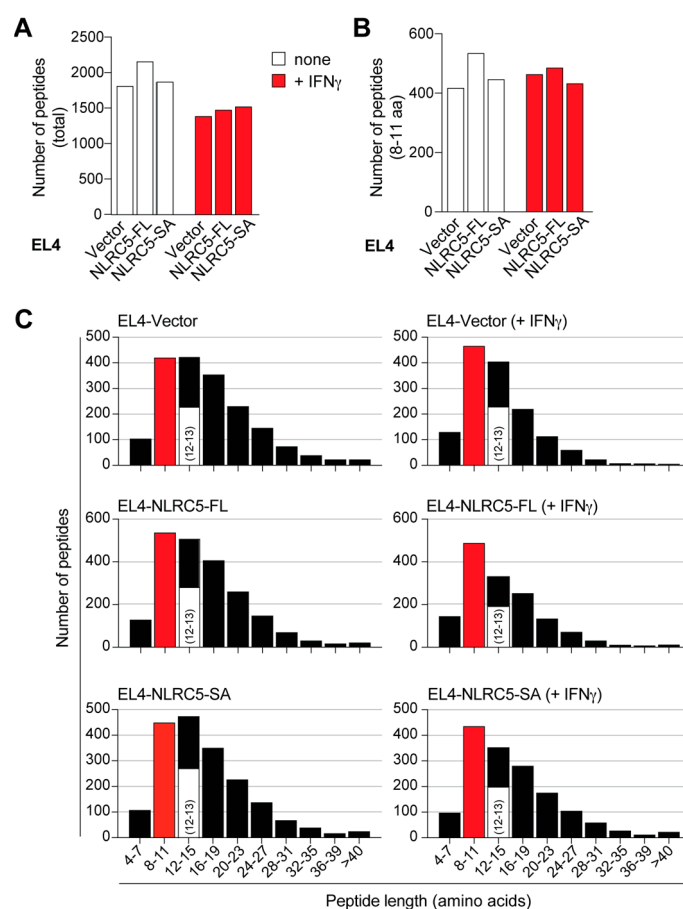 A
Number of peptides
(total)
2500
2000
1500
1000
500
0
none
+ IFNγ
EL4
Vector
NLRC5-FL
NLRC5-SA
Vector
NLRC5-FL
NLRC5-SA
B
Number of peptides
(8-11 aa)
600
400
200
0
EL4
Vector
NLRC5-FL
NLRC5-SA
Vector
NLRC5-FL
NLRC5-SA
C
Number of peptides
EL4-Vector
500
400
300
200
100
0
(12-13)
EL4-Vector (+ IFNγ)
500
400
300
200
100
0
(12-13)
EL4-NLRC5-FL
600
400
200
0
(12-13)
EL4-NLRC5-FL (+ IFNγ)
600
400
200
0
(12-13)
EL4-NLRC5-SA
500
400
300
200
100
0
(12-13)
4-7
8-11
12-15
16-19
20-23
24-27
28-31
32-35
36-39
>40
EL4-NLRC5-SA (+ IFNγ)
500
400
300
200
100
0
(12-13)
4-7
8-11
12-15
16-19
20-23
24-27
28-31
32-35
36-39
>40
Peptide length (amino acids)